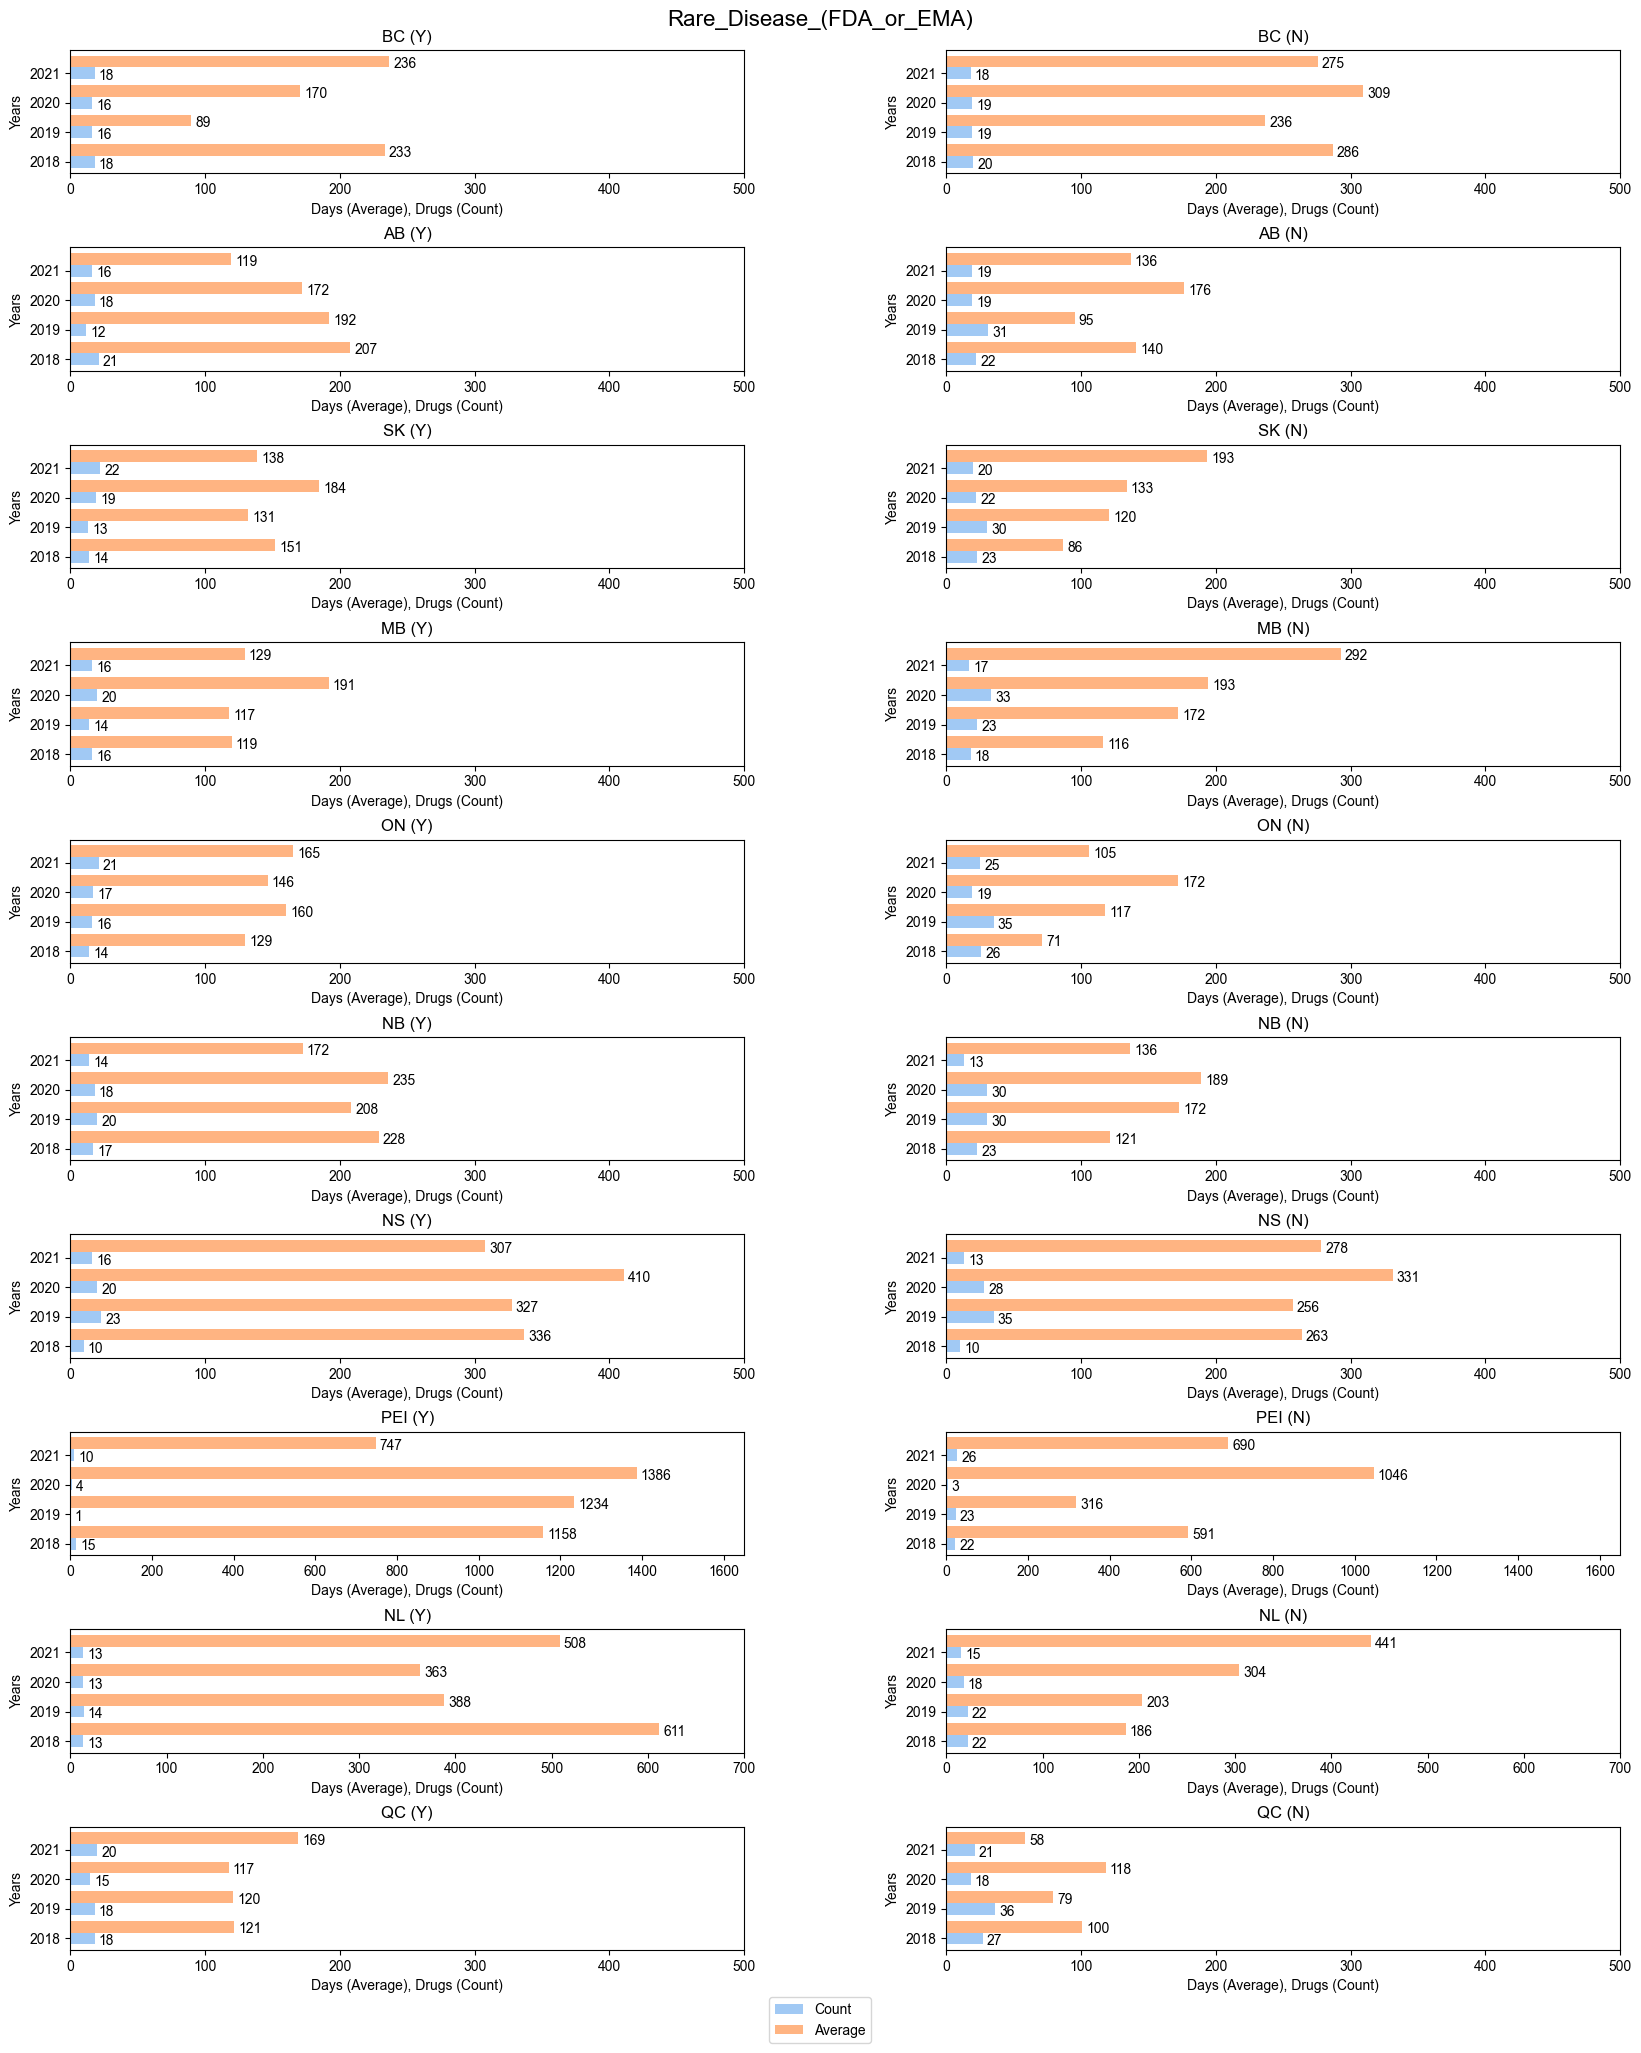 Rare_Disease_(FDA_or_EMA)
BC (Y)
Years
2021 236 18
2020 170 16
2019 89 16
2018 233 18
0 100 200 300 400 500
Days (Average), Drugs (Count)
BC (N)
Years
2021 275 18
2020 309 19
2019 236 19
2018 286 20
0 100 200 300 400 500
Days (Average), Drugs (Count)
AB (Y)
Years
2021 119 16
2020 172 18
2019 192 12
2018 207 21
0 100 200 300 400 500
Days (Average), Drugs (Count)
AB (N)
Years
2021 136 19
2020 176 19
2019 95 31
2018 140 22
0 100 200 300 400 500
Days (Average), Drugs (Count)
SK (Y)
Years
2021 138 22
2020 184 19
2019 131 13
2018 151 14
0 100 200 300 400 500
Days (Average), Drugs (Count)
SK (N)
Years
2021 193 20
2020 133 22
2019 120 30
2018 86 23
0 100 200 300 400 500
Days (Average), Drugs (Count)
MB (Y)
Years
2021 129 16
2020 191 20
2019 117 14
2018 119 16
0 100 200 300 400 500
Days (Average), Drugs (Count)
MB (N)
Years
2021 292 17
2020 193 33
2019 172 23
2018 116 18
0 100 200 300 400 500
Days (Average), Drugs (Count)
ON (Y)
Years
2021 165 21
2020 146 17
2019 160 16
2018 129 14
0 100 200 300 400 500
Days (Average), Drugs (Count)
ON (N)
Years
2021 105 25
2020 172 19
2019 117 35
2018 71 26
0 100 200 300 400 500
Days (Average), Drugs (Count)
NB (Y)
Years
2021 172 14
2020 235 18
2019 208 20
2018 228 17
0 100 200 300 400 500
Days (Average), Drugs (Count)
NB (N)
Years
2021 136 13
2020 189 30
2019 172 30
2018 121 23
0 100 200 300 400 500
Days (Average), Drugs (Count)
NS (Y)
Years
2021 307 16
2020 410 20
2019 327 23
2018 336 10
0 100 200 300 400 500
Days (Average), Drugs (Count)
NS (N)
Years
2021 278 13
2020 331 28
2019 256 35
2018 263 10
0 100 200 300 400 500
Days (Average), Drugs (Count)
PEI (Y)
Years
2021 747 10
2020 1386 4
2019 1234 1
2018 1158 15
0 200 400 600 800 1000 1200 1400 1600
Days (Average), Drugs (Count)
PEI (N)
Years
2021 690 26
2020 1046 3
2019 316 23
2018 591 22
0 200 400 600 800 1000 1200 1400 1600
Days (Average), Drugs (Count)
NL (Y)
Years
2021 508 13
2020 363 13
2019 388 14
2018 611 13
0 100 200 300 400 500 600 700
Days (Average), Drugs (Count)
NL (N)
Years
2021 441 15
2020 304 18
2019 203 22
2018 186 22
0 100 200 300 400 500 600 700
Days (Average), Drugs (Count)
QC (Y)
Years
2021 169 20
2020 117 15
2019 120 18
2018 121 18
0 100 200 300 400 500
Days (Average), Drugs (Count)
QC (N)
Years
2021 58 21
2020 118 18
2019 79 36
2018 100 27
0 100 200 300 400 500
Days (Average), Drugs (Count)
Count
Average